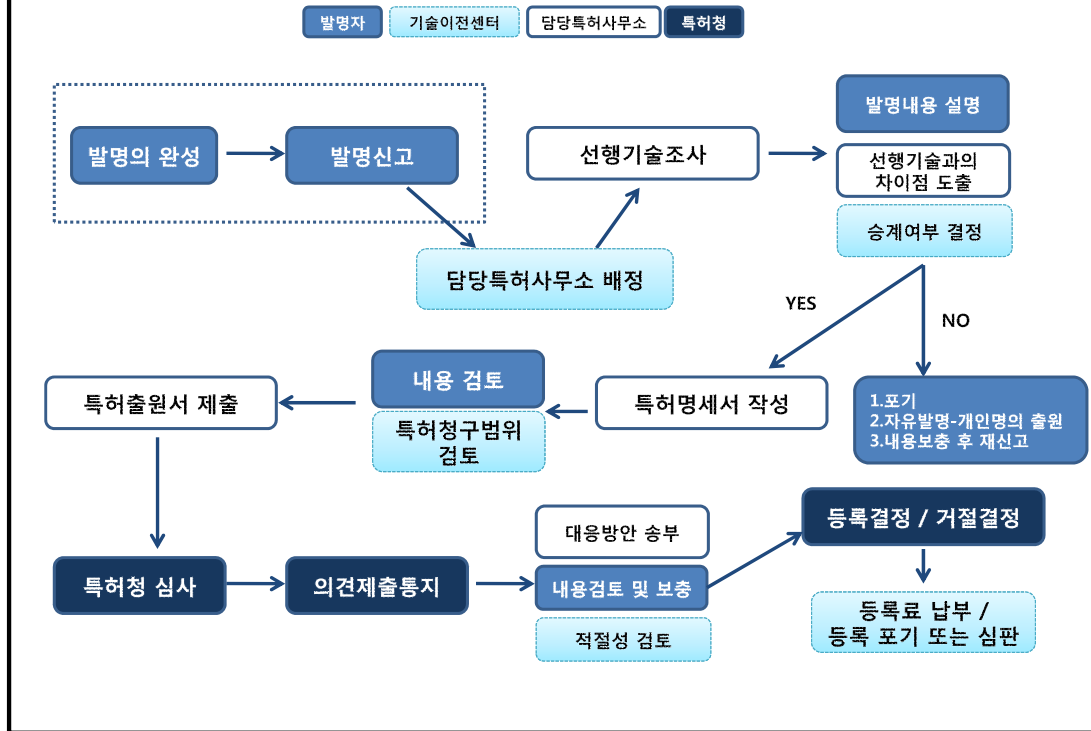 발명자
기술이전센터
담당특허사무소
특허청
발명의 완성
발명신고
담당특허사무소 배정
선행기술조사
발명내용 설명
선행기술과의
차이점 도출
승계여부 결정
YES
NO
1.포기
2.자유발명-개인명의 출원
3.내용보충 후 재신고
특허명세서 작성
내용 검토
특허청구범위
검토
특허출원서 제출
특허청 심사
의견제출통지
대응방안 송부
내용검토 및 보충
적절성 검토
등록결정 / 거절결정
등록료 납부 /
등록 포기 또는 심판